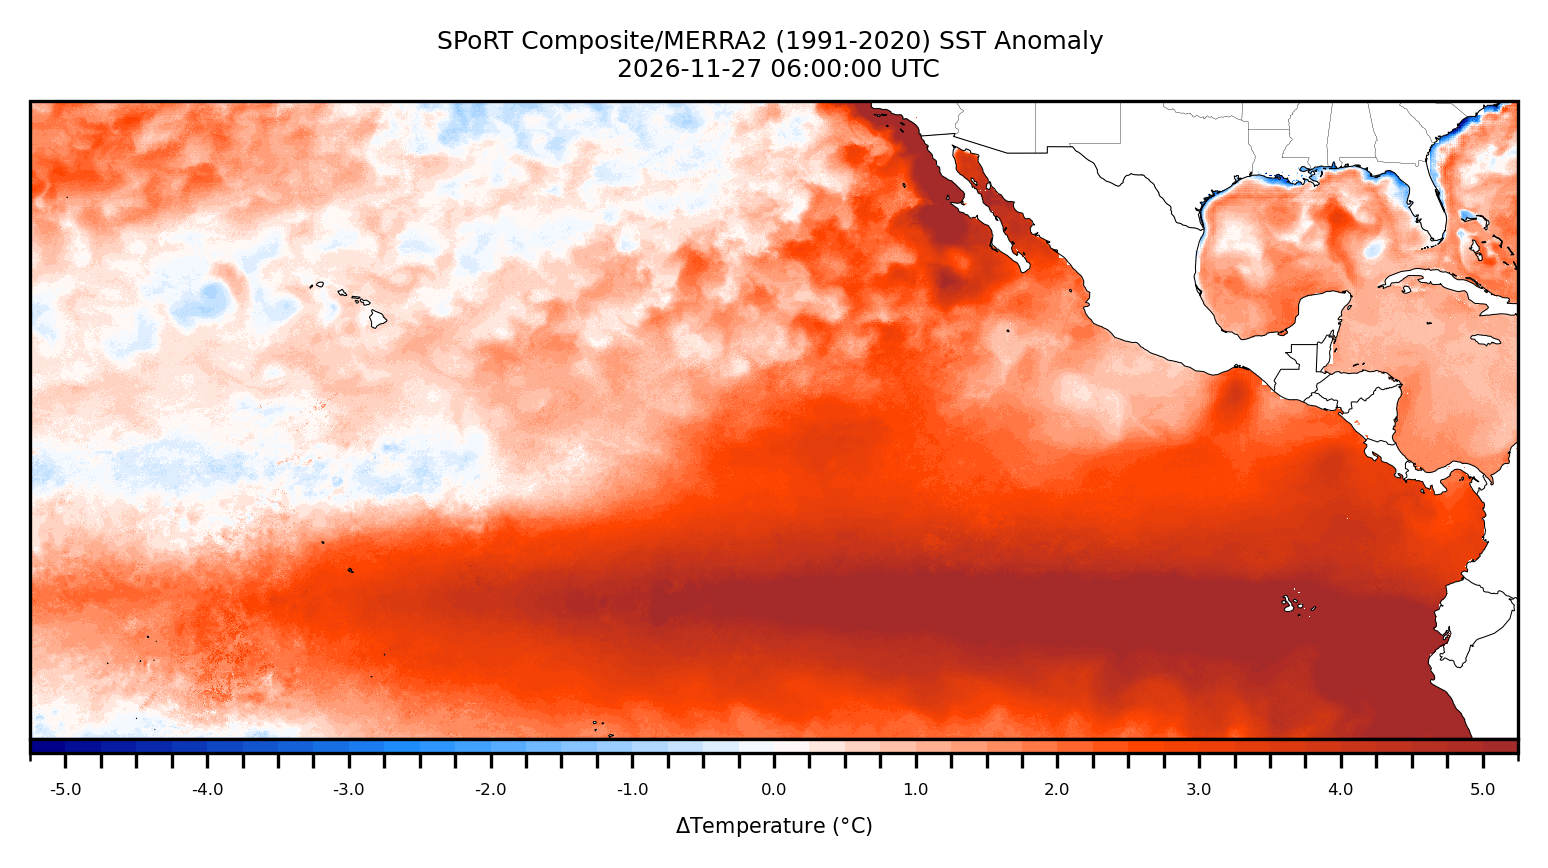 SPoRT Composite/MERRA2 (1991-2020) SST Anomaly
2026-11-27 06:00:00 UTC
-5.0 -4.0 -3.0 -2.0 -1.0 0.0 1.0 2.0 3.0 4.0 5.0
ΔTemperature (°C)